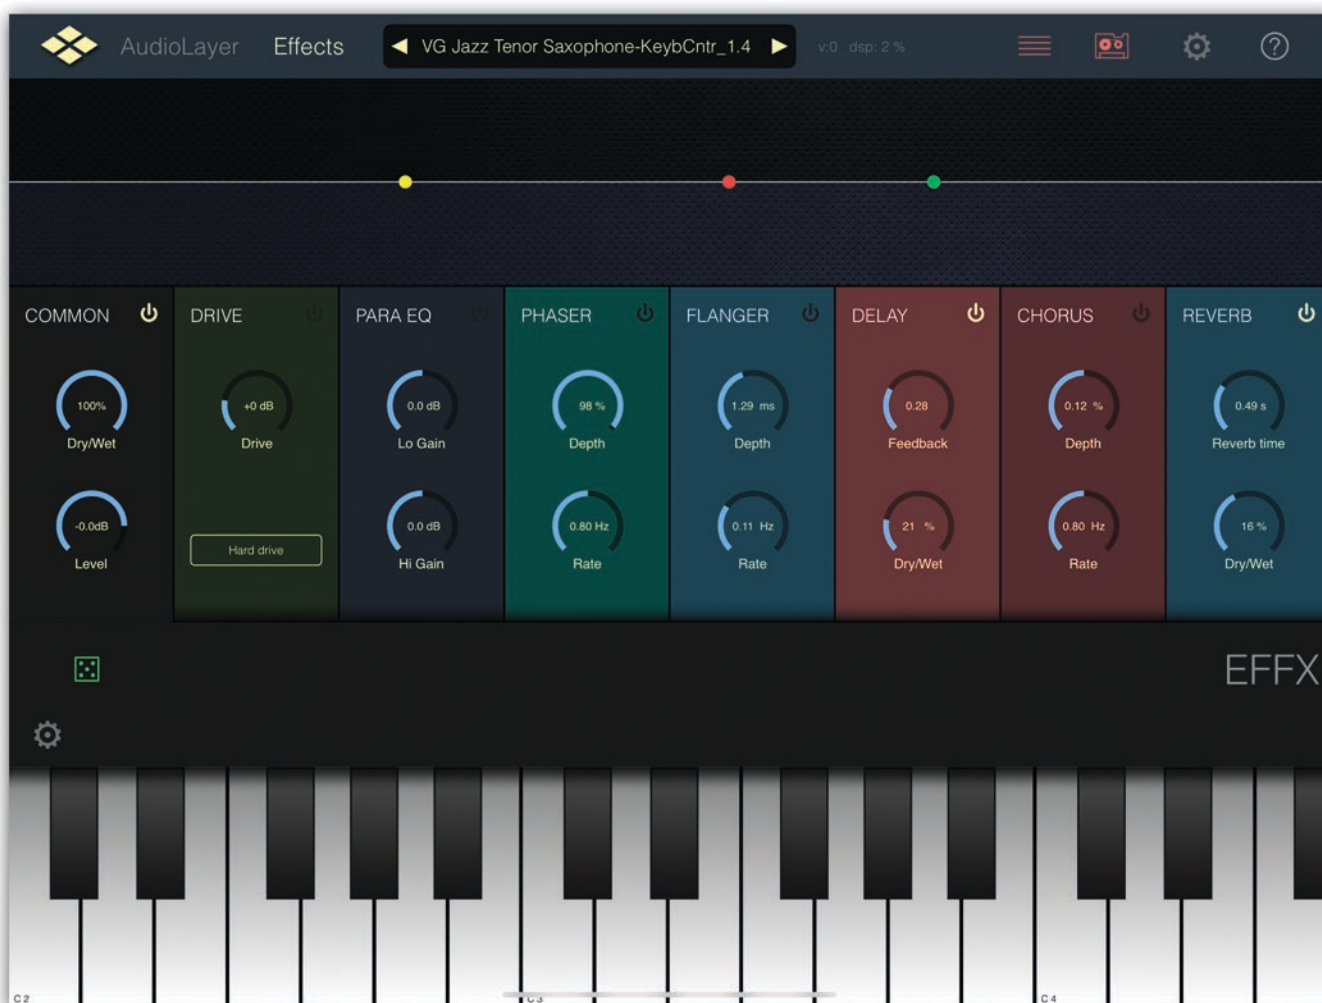 AudioLayer Effects VG Jazz Tenor Saxophone-KeybCntr_1.4 v:0 dsp: 2 % ?
COMMON DRIVE PARA EQ PHASER FLANGER DELAY CHORUS REVERB
100% +0 dB 0.0 dB 98 % 1.29 ms 0.28 0.12 % 0.49 s
Dry/Wet Drive Lo Gain Depth Depth Feedback Depth Reverb time
-0.0dB 0.0 dB 0.80 Hz 0.11 Hz 21 % 0.80 Hz 16 %
Hard drive
Level Hi Gain Rate Rate Dry/Wet Rate Dry/Wet
EFFX
C2 C3 C4